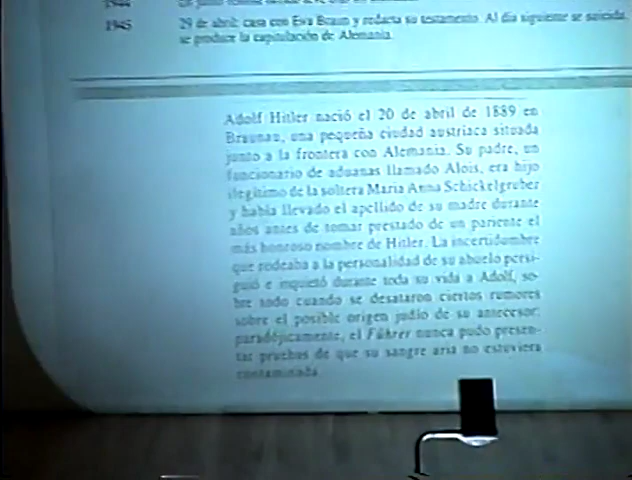 1944
1945 29 de abril: casa con Eva Braun y redacta su testamento. Al día siguiente se suicida,
se produce la capitulación de Alemania.
Adolf Hitler nació el 20 de abril de 1889 en
Braunau, una pequeña ciudad austriaca situada
junto a la frontera con Alemania. Su padre, un
funcionario de aduanas llamado Alois, era hijo
ilegítimo de la soltera Maria Anna Schickelgruber
y había llevado el apellido de su madre durante
años antes de tomar prestado de un pariente el
más honroso nombre de Hitler. La incertidumbre
que rodeaba a la personalidad de su abuelo persi-
guió e inquietó durante toda su vida a Adolf, so-
bre todo cuando se desataron ciertos rumores
sobre el posible origen judío de su antecesor:
paradójicamente, el Führer nunca pudo presen-
tar pruebas de que su sangre aria no estuviera
contaminada.